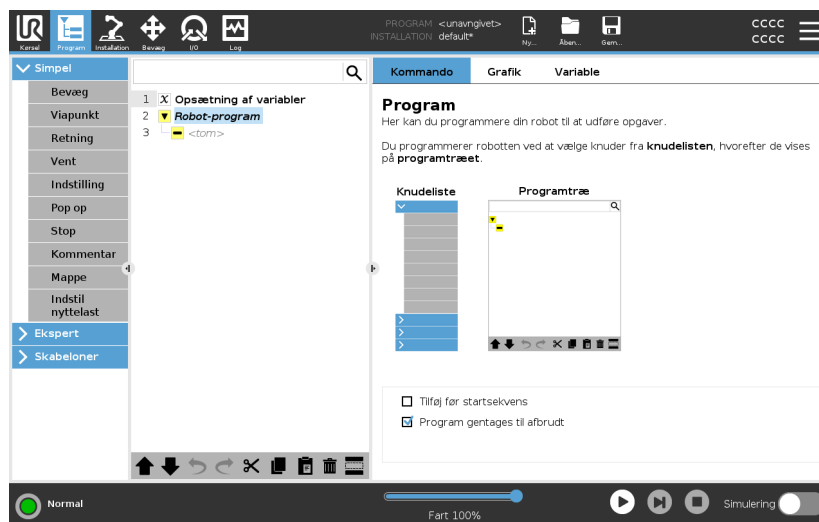 UR
PROGRAM <unavngivet>
INSTALLATION default*
Kørsel Program Installation Bevæg I/O Log Ny... Åben... Gem...
cccc
cccc
Simpel
Bevæg
Viapunkt
Retning
Vent
Indstilling
Pop op
Stop
Kommentar
Mappe
Indstil
nyttelast
Ekspert
Skabeloner
1 X Opsætning af variabler
2 Robot-program
3 <tom>
Kommando Grafik Variable
Program
Her kan du programmere din robot til at udføre opgaver.
Du programmerer robotten ved at vælge knuder fra knudelisten, hvorefter de vises
på programtræet.
Knudeliste Programtræ
Tilføj før startsekvens
Program gentages til afbrudt
Normal
Fart 100%
Simulering